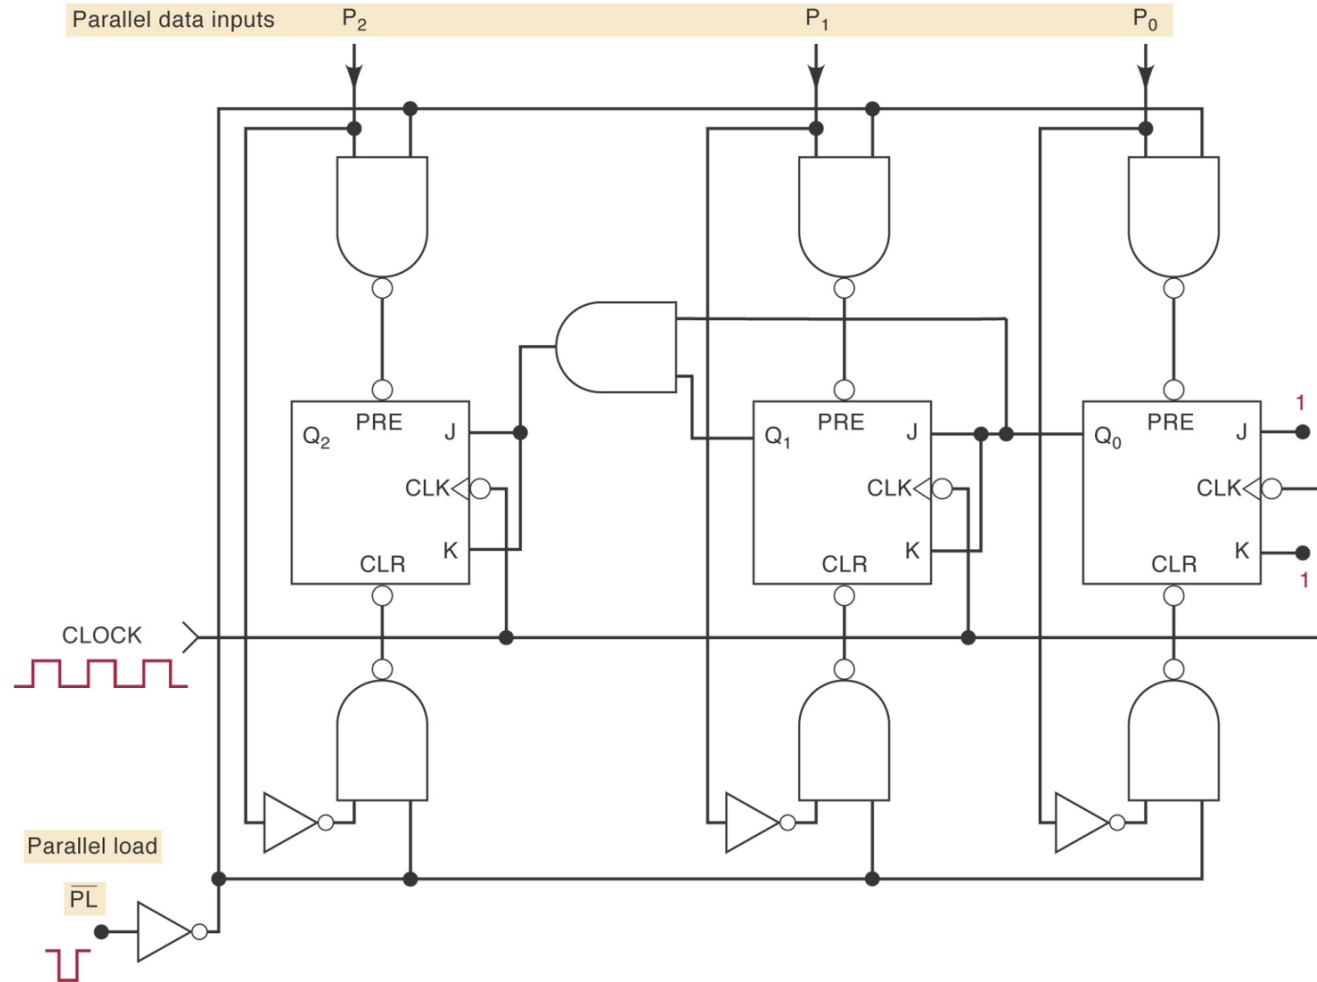 Parallel data inputs P₂ P₁ P₀
PRE PRE PRE
1
Q₂ J Q₁ J Q₀ J
CLK CLK CLK
K K K
CLR CLR CLR
1
CLOCK
Parallel load
P̅L̅